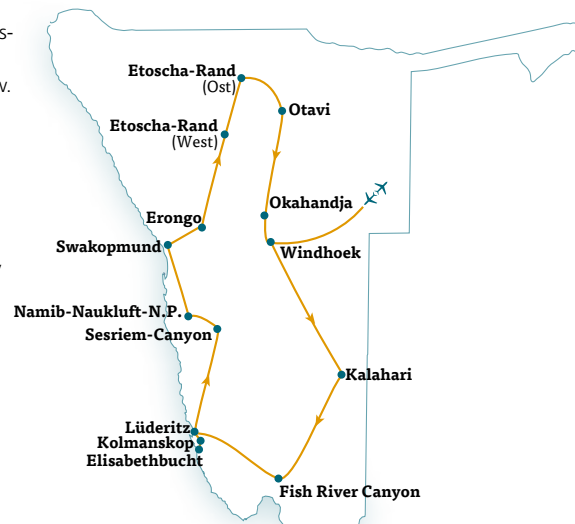 s-
v.
Etoscha-Rand
(Ost)
Otavi
Etoscha-Rand
(West)
Okahandja
Erongo
Swakopmund
Windhoek
Namib-Naukluft-N.P.
Sesriem-Canyon
Kalahari
Lüderitz
Kolmanskop
Elisabethbucht
Fish River Canyon